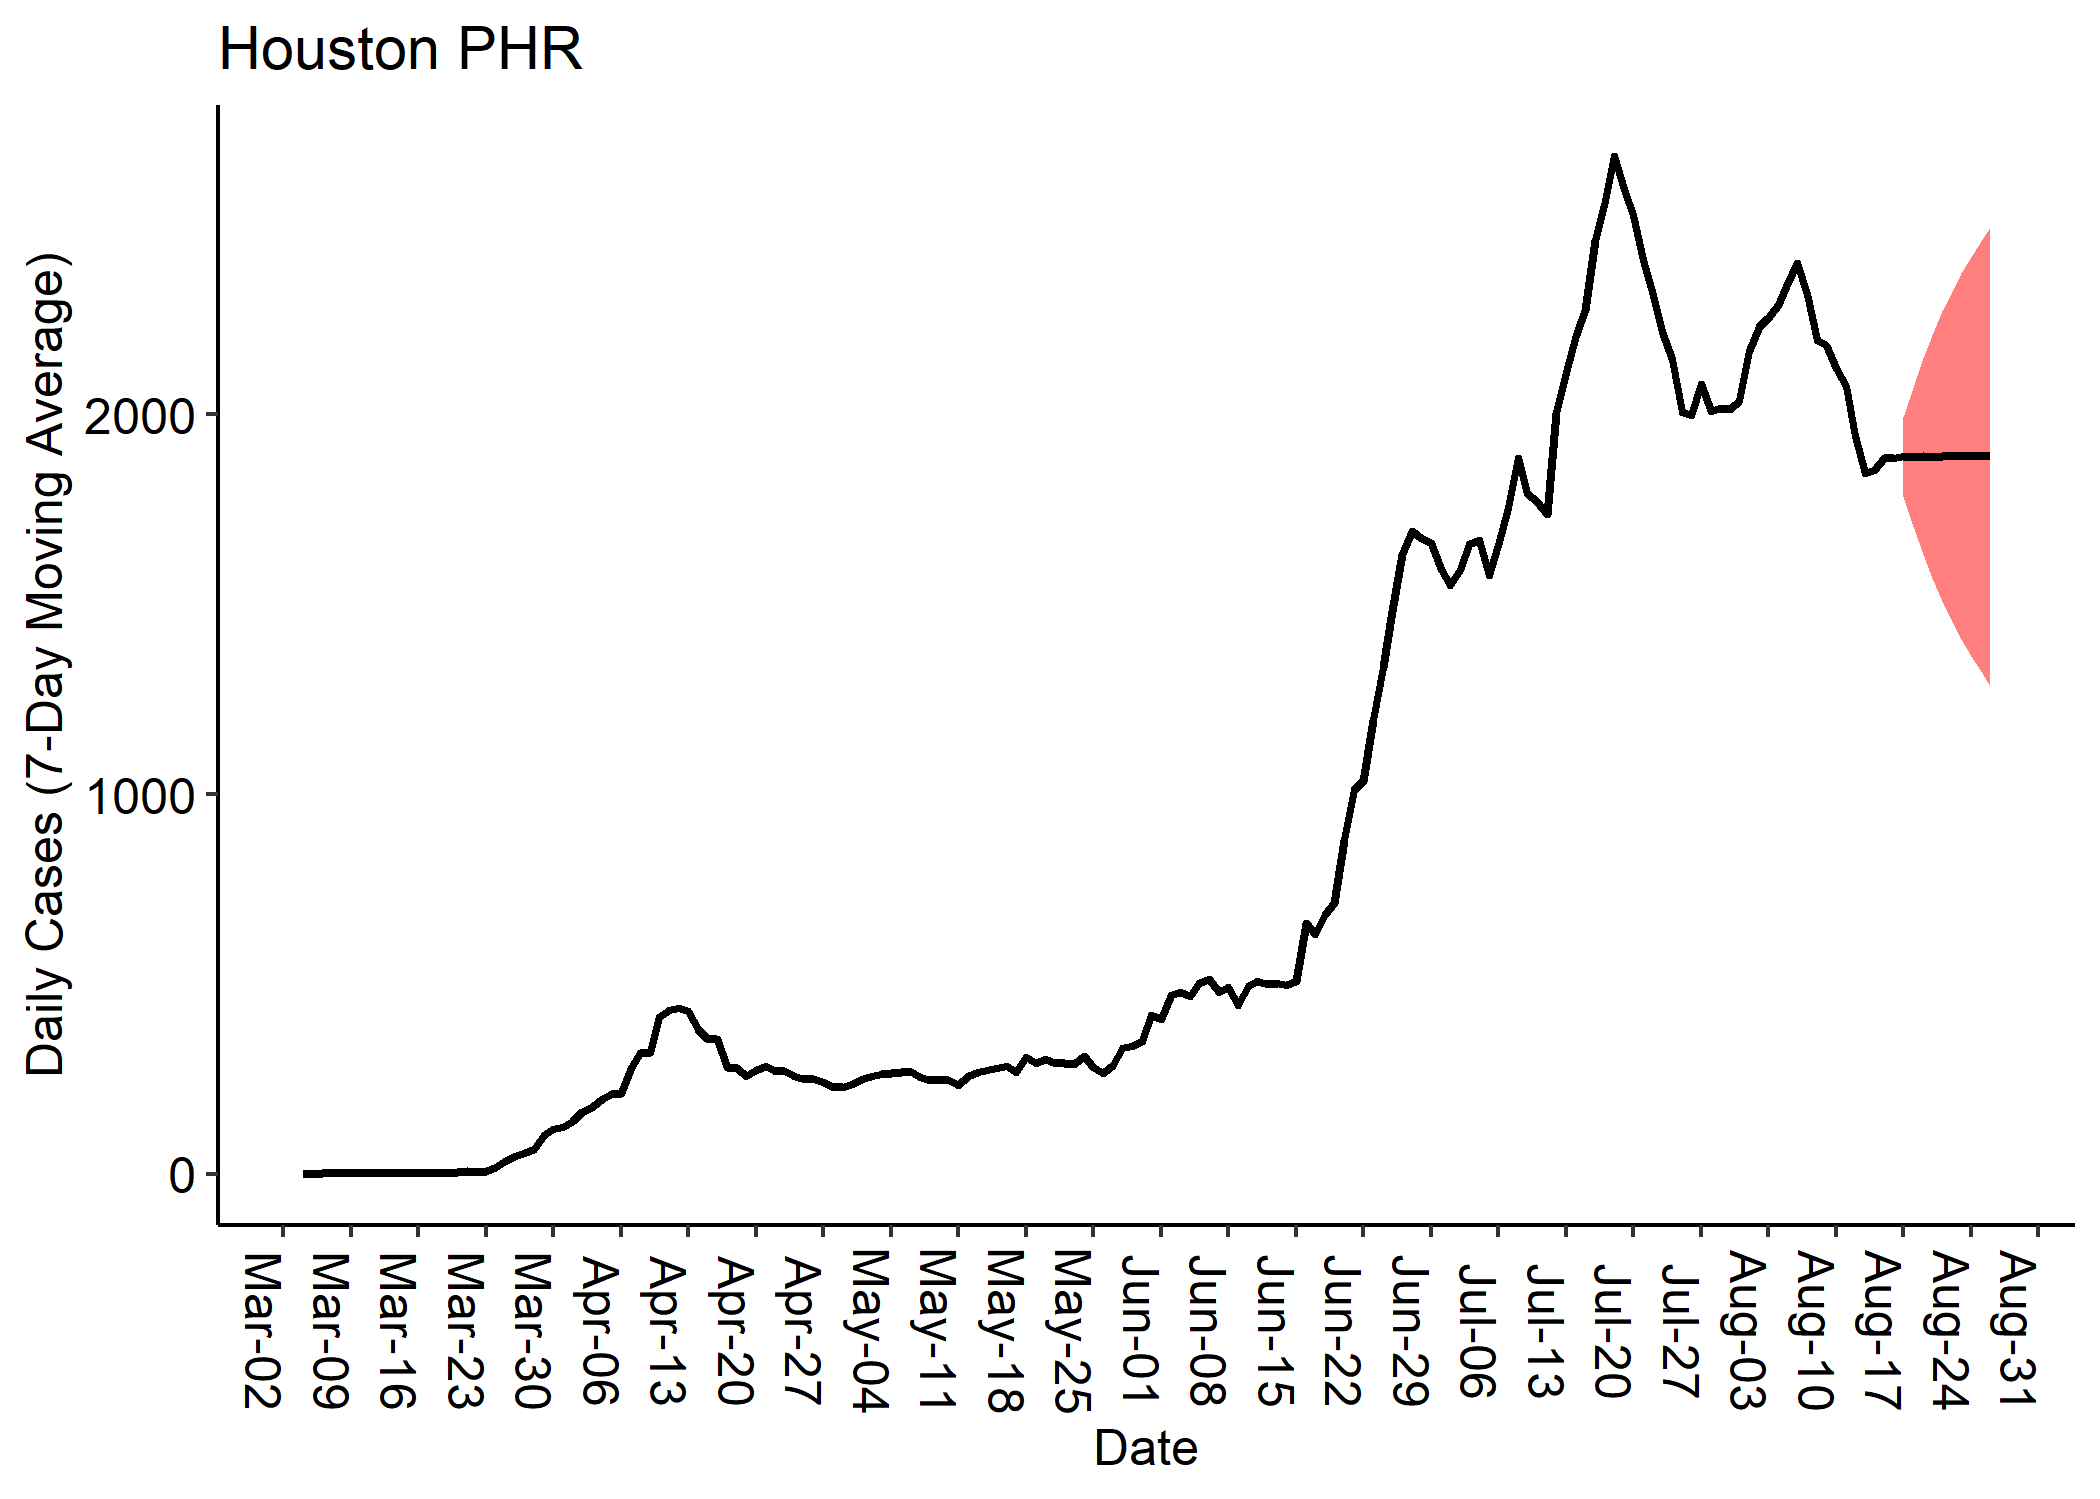 Houston PHR
Daily Cases (7-Day Moving Average)
2000
1000
0
Mar-02
Mar-09
Mar-16
Mar-23
Mar-30
Apr-06
Apr-13
Apr-20
Apr-27
May-04
May-11
May-18
May-25
Jun-01
Jun-08
Jun-15
Jun-22
Jun-29
Jul-06
Jul-13
Jul-20
Jul-27
Aug-03
Aug-10
Aug-17
Aug-24
Aug-31
Date